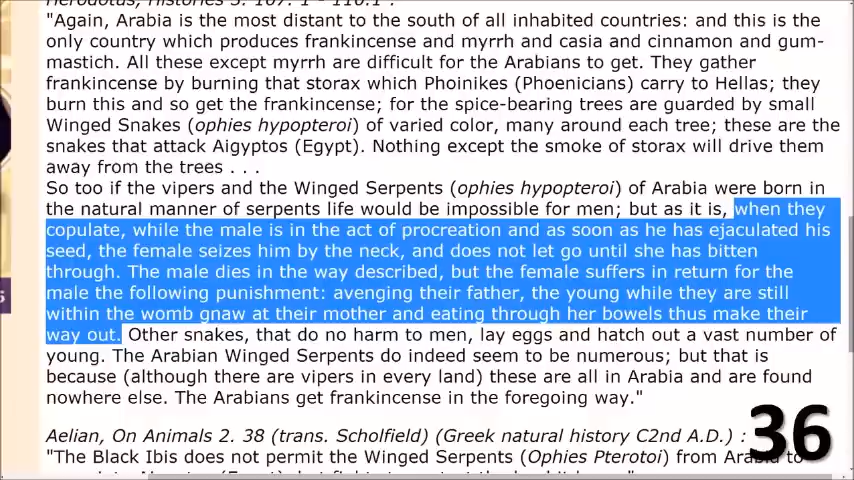 Herodotus, Histories 3. 107. 1 - 110.1 :
"Again, Arabia is the most distant to the south of all inhabited countries: and this is the
only country which produces frankincense and myrrh and casia and cinnamon and gum-
mastich. All these except myrrh are difficult for the Arabians to get. They gather
frankincense by burning that storax which Phoinikes (Phoenicians) carry to Hellas; they
burn this and so get the frankincense; for the spice-bearing trees are guarded by small
Winged Snakes (ophies hypopteroi) of varied color, many around each tree; these are the
snakes that attack Aigyptos (Egypt). Nothing except the smoke of storax will drive them
away from the trees . . .
So too if the vipers and the Winged Serpents (ophies hypopteroi) of Arabia were born in
the natural manner of serpents life would be impossible for men; but as it is, when they
copulate, while the male is in the act of procreation and as soon as he has ejaculated his
seed, the female seizes him by the neck, and does not let go until she has bitten
through. The male dies in the way described, but the female suffers in return for the
male the following punishment: avenging their father, the young while they are still
within the womb gnaw at their mother and eating through her bowels thus make their
way out. Other snakes, that do no harm to men, lay eggs and hatch out a vast number of
young. The Arabian Winged Serpents do indeed seem to be numerous; but that is
because (although there are vipers in every land) these are all in Arabia and are found
nowhere else. The Arabians get frankincense in the foregoing way."
Aelian, On Animals 2. 38 (trans. Scholfield) (Greek natural history C2nd A.D.) :
"The Black Ibis does not permit the Winged Serpents (Ophies Pterotoi) from Arabia to
36